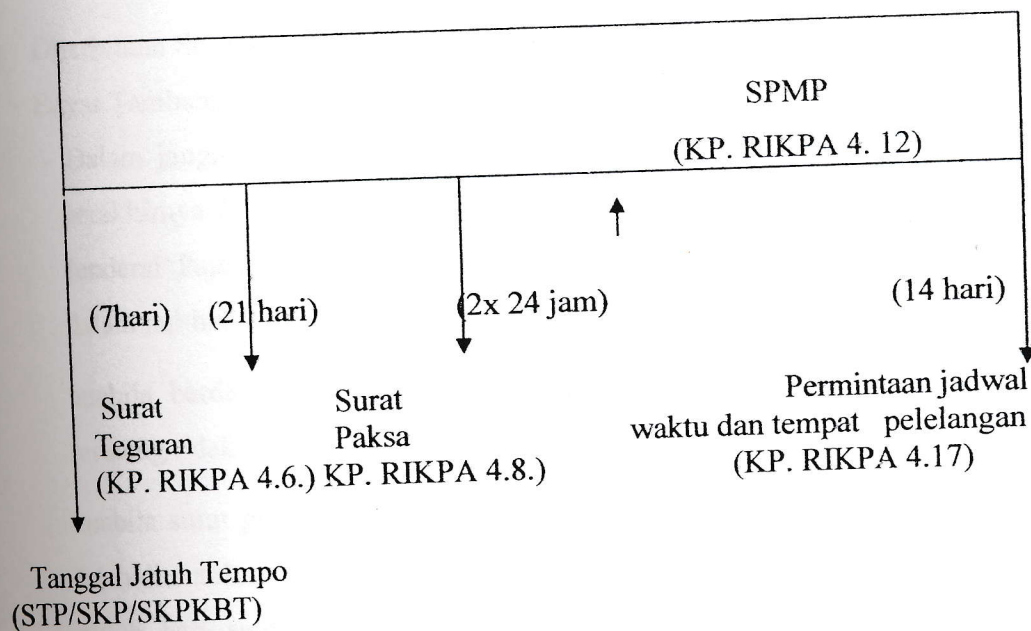 SPMP
(KP. RIKPA 4. 12)
(7hari)
(21 hari)
(2x 24 jam)
(14 hari)
Surat
Teguran
(KP. RIKPA 4.6.)
Surat
Paksa
KP. RIKPA 4.8.)
Permintaan jadwal
waktu dan tempat pelelangan
(KP. RIKPA 4.17)
Tanggal Jatuh Tempo
(STP/SKP/SKPKBT)